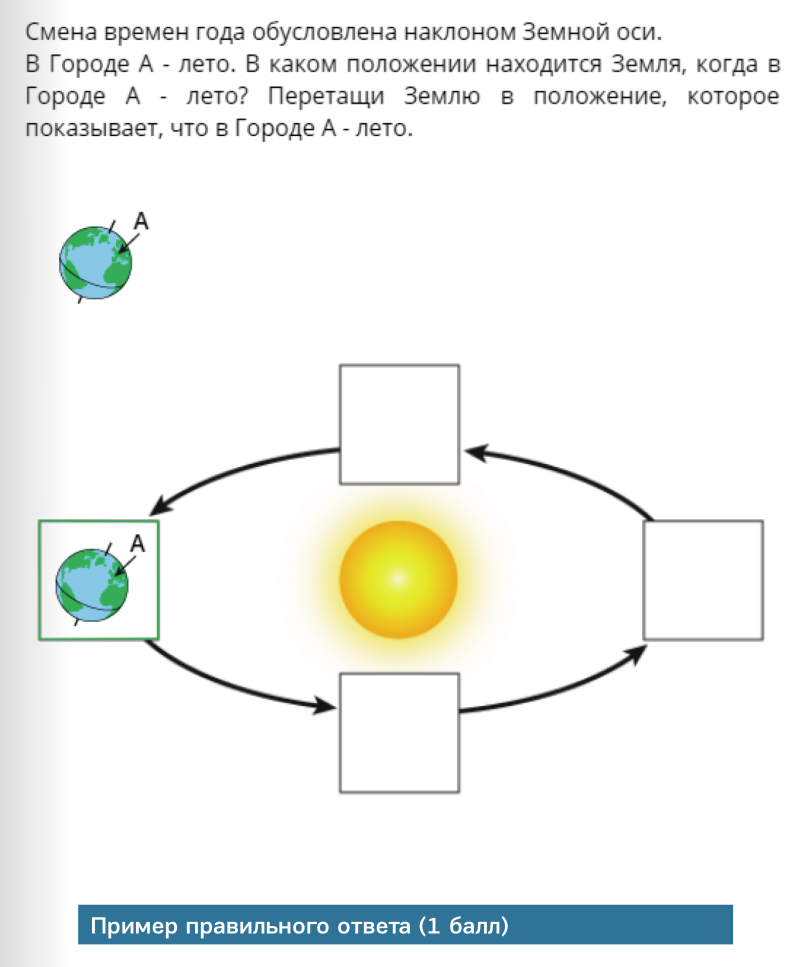 Смена времен года обусловлена наклоном Земной оси.
В Городе А - лето. В каком положении находится Земля, когда в
Городе А - лето? Перетащи Землю в положение, которое
показывает, что в Городе А - лето.
А
А
Пример правильного ответа (1 балл)